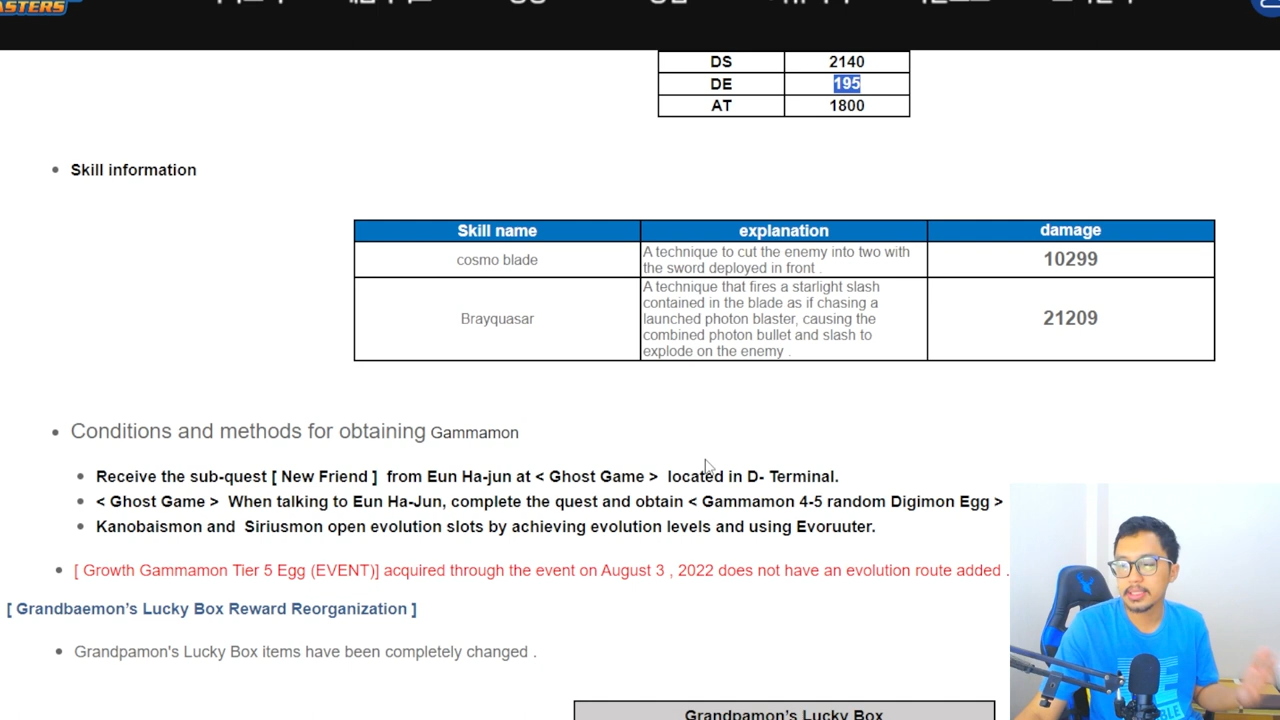 ASTERS
DS 2140
DE 195
AT 1800
Skill information
Skill name explanation damage
cosmo blade
A technique to cut the enemy into two with
the sword deployed in front .
10299
Brayquasar
A technique that fires a starlight slash
contained in the blade as if chasing a
launched photon blaster, causing the
combined photon bullet and slash to
explode on the enemy .
21209
Conditions and methods for obtaining Gammamon
Receive the sub-quest [ New Friend ] from Eun Ha-jun at < Ghost Game > located in D- Terminal.
< Ghost Game > When talking to Eun Ha-Jun, complete the quest and obtain < Gammamon 4-5 random Digimon Egg >
Kanobaismon and Siriusmon open evolution slots by achieving evolution levels and using Evoruuter.
[ Growth Gammamon Tier 5 Egg (EVENT)] acquired through the event on August 3 , 2022 does not have an evolution route added .
[ Grandbaemon’s Lucky Box Reward Reorganization ]
Grandpamon's Lucky Box items have been completely changed .
Grandpamon’s Lucky Box